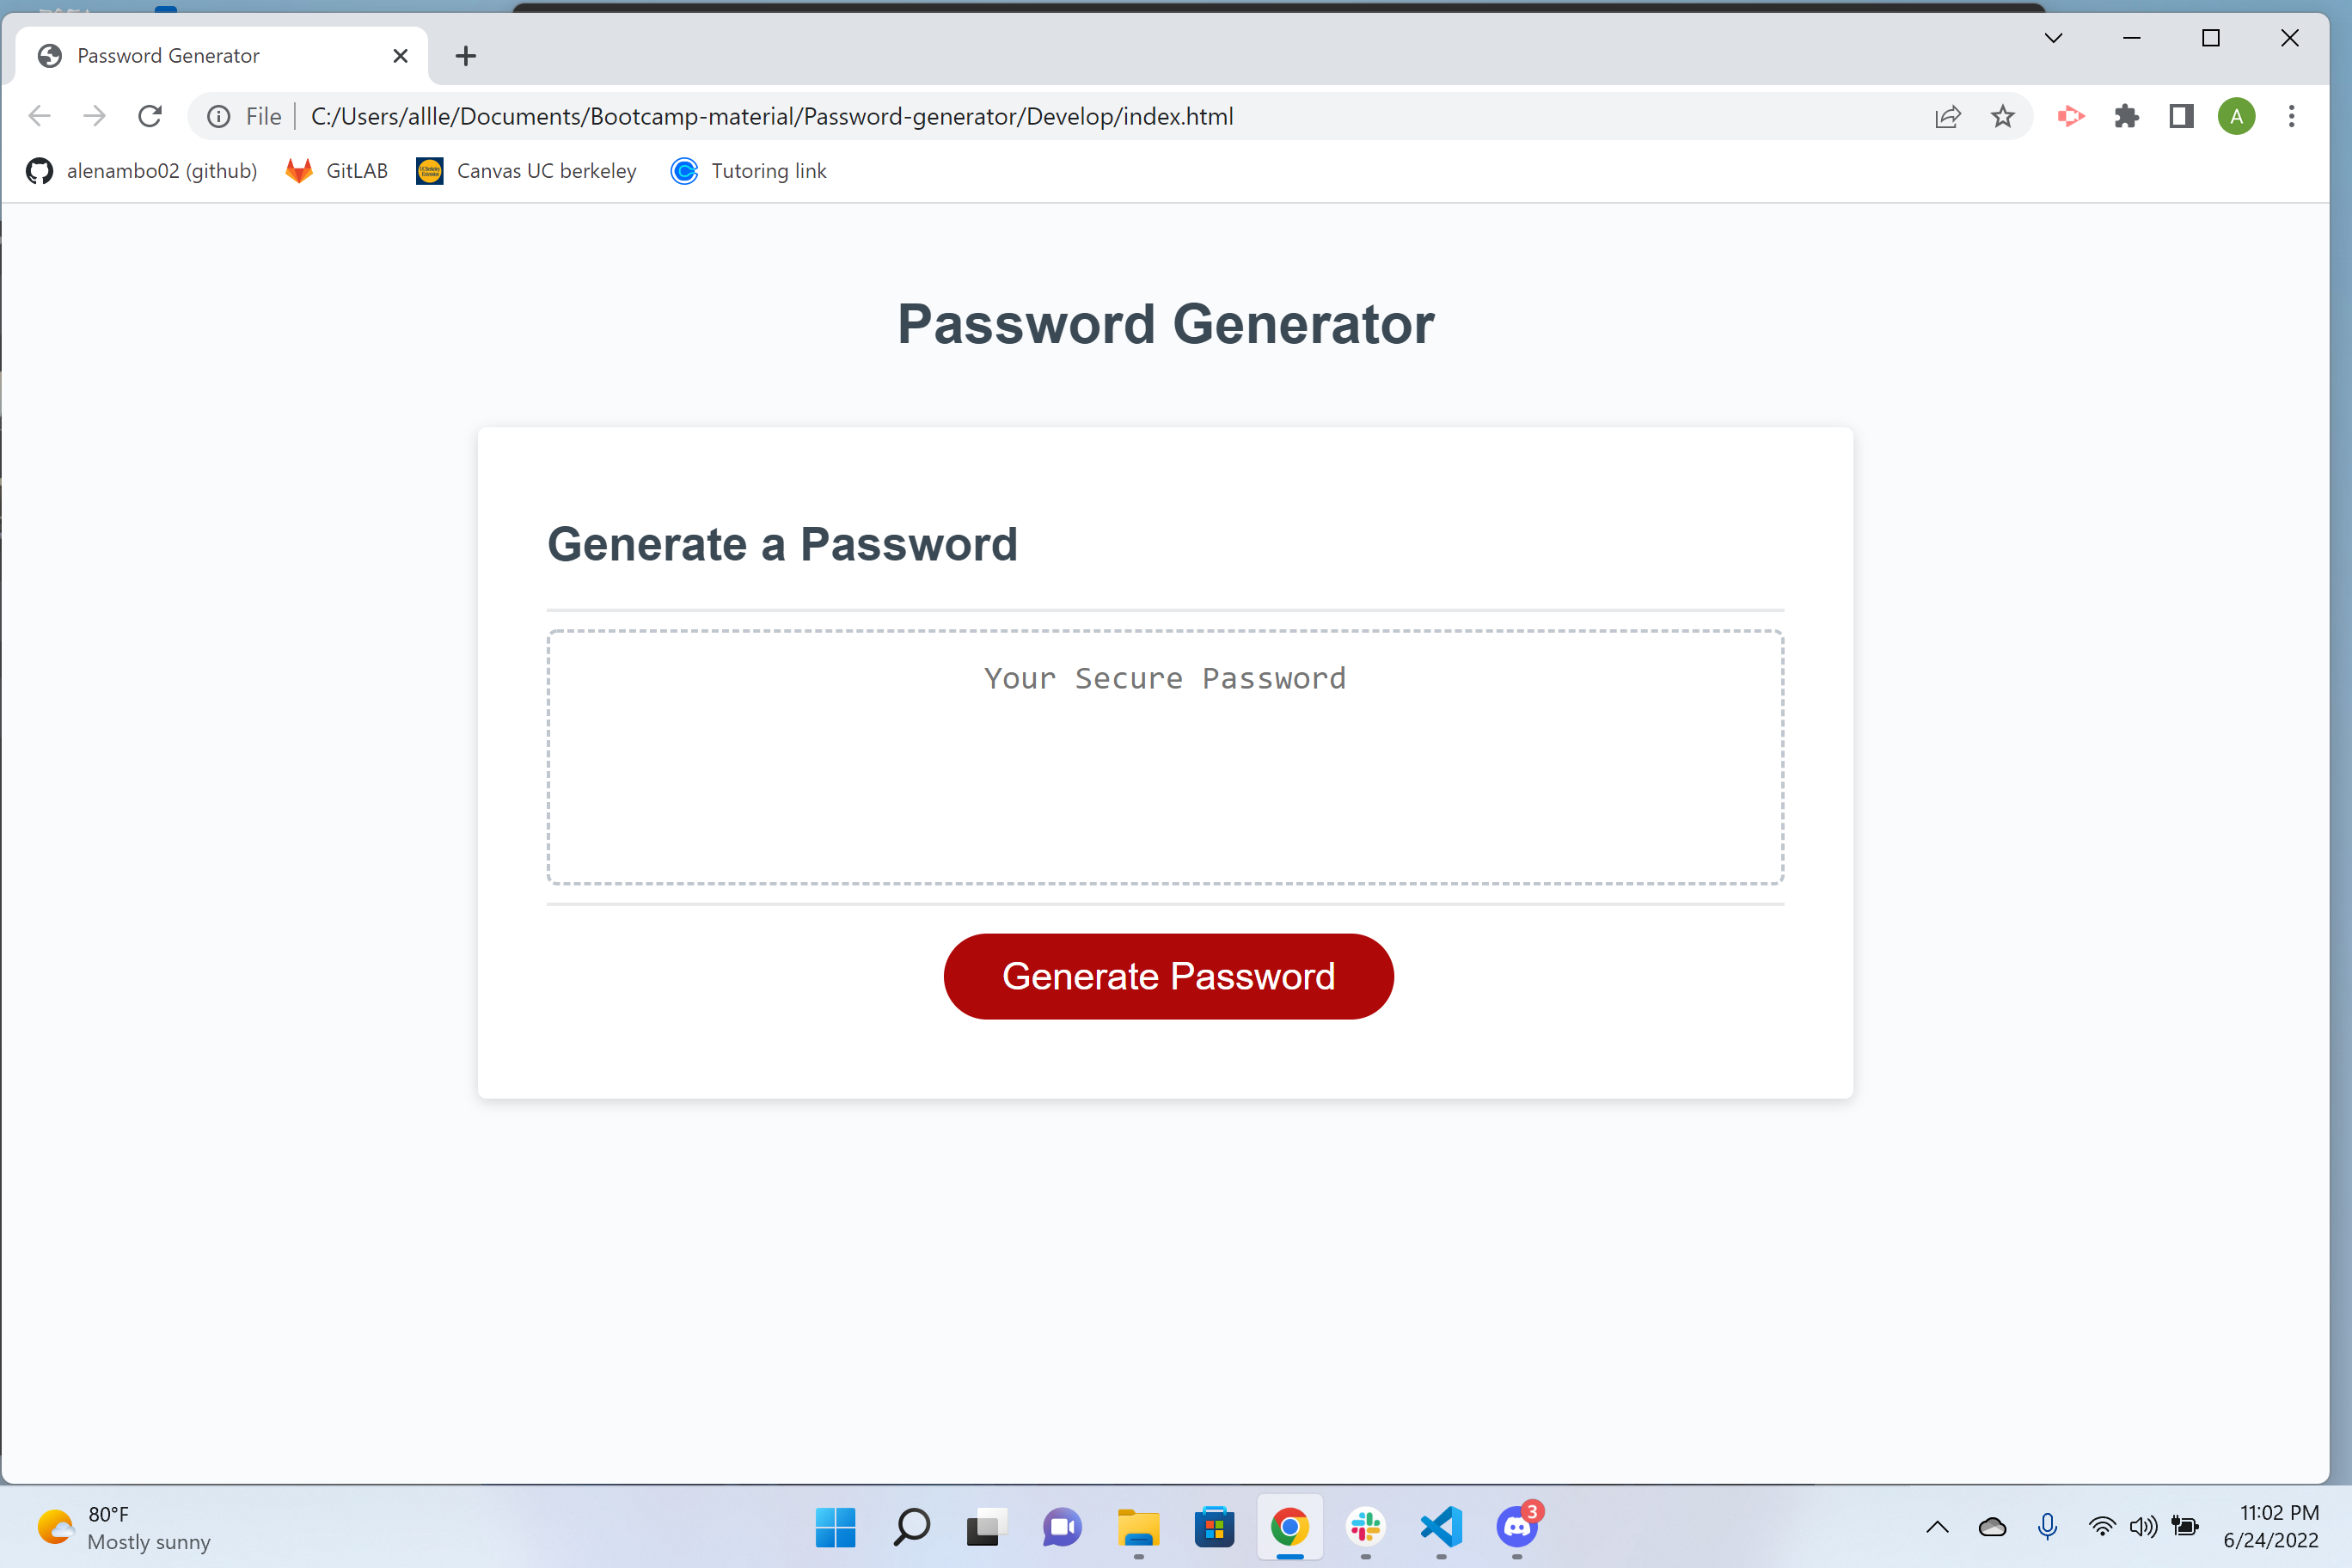 Password Generator
File
C:/Users/allle/Documents/Bootcamp-material/Password-generator/Develop/index.html
A
alenambo02 (github)
GitLAB
Canvas UC berkeley
Tutoring link
Password Generator
Generate a Password
Your Secure Password
Generate Password
80°F
Mostly sunny
3
11:02 PM
6/24/2022